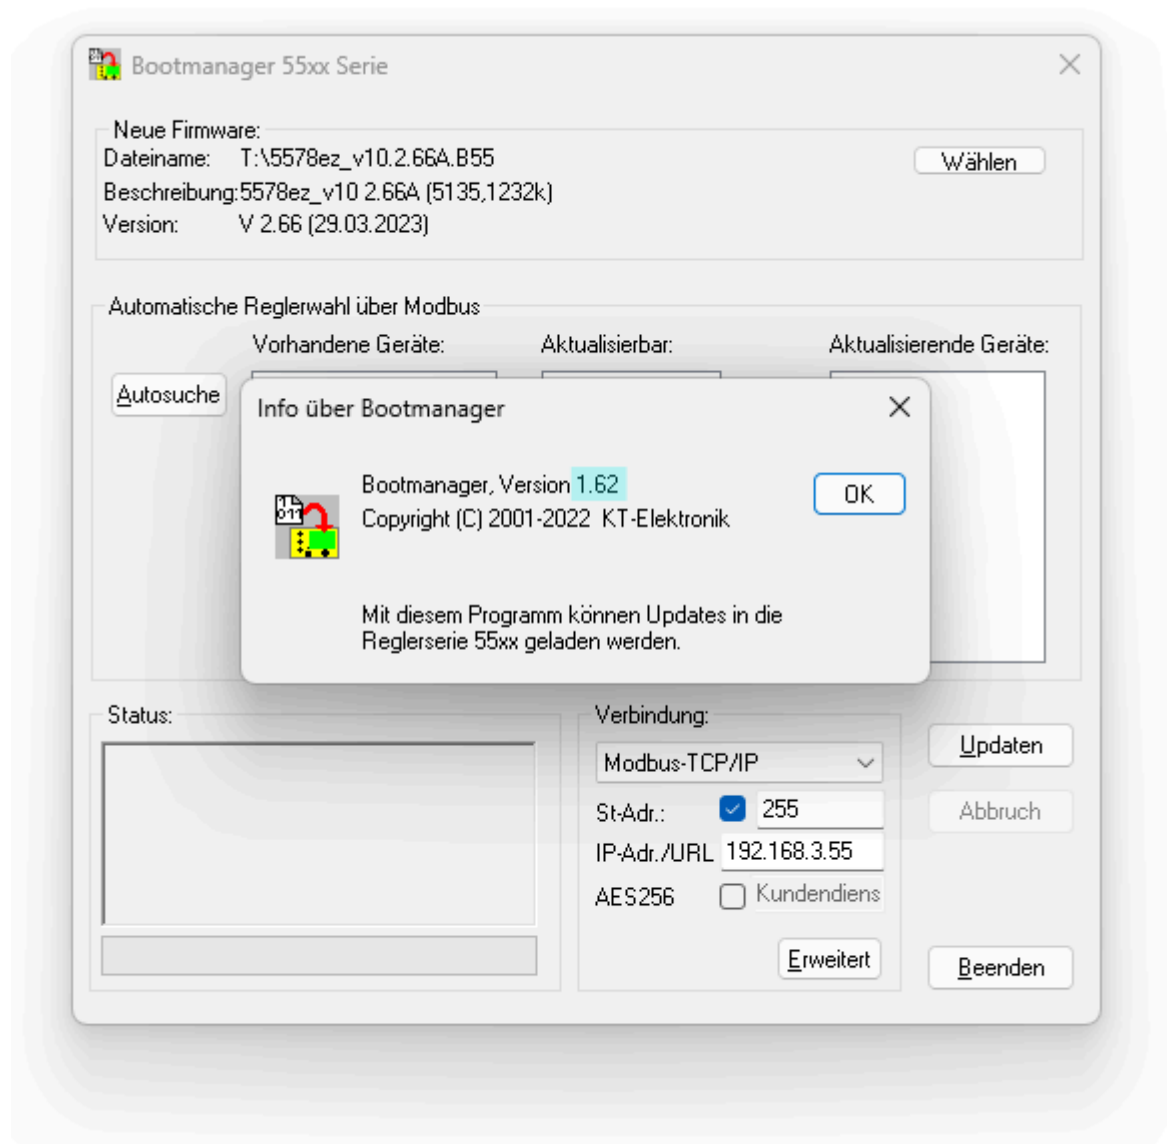 Bootmanager 55xx Serie
Neue Firmware:
Dateiname: T:\5578ez_v10.2.66A.B55
Wählen
Beschreibung:5578ez_v10 2.66A (5135,1232k)
Version: V 2.66 (29.03.2023)
Automatische Reglerwahl über Modbus
Vorhandene Geräte: Aktualisierbar: Aktualisierende Geräte:
Autosuche
Info über Bootmanager
Bootmanager, Version 1.62
OK
Copyright (C) 2001-2022 KT-Elektronik
Mit diesem Programm können Updates in die
Reglerserie 55xx geladen werden.
Status:
Verbindung:
Modbus-TCP/IP
Updaten
St-Adr.: 255
Abbruch
IP-Adr./URL 192.168.3.55
AES256 Kundendiens
Erweitert
Beenden